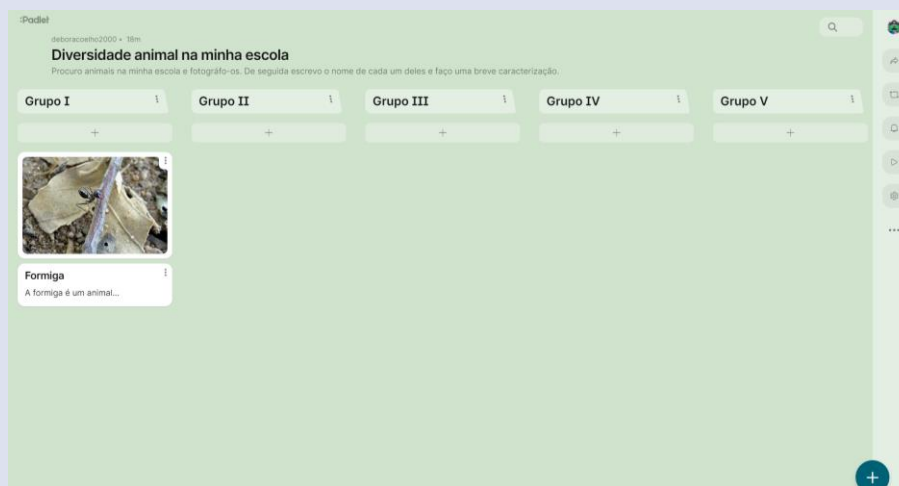 :Padlet
deboracoelho2000 • 18m
Diversidade animal na minha escola
Procuro animais na minha escola e fotográfo-os. De seguida escrevo o nome de cada um deles e faço uma breve caracterização.
Grupo I
Grupo II
Grupo III
Grupo IV
Grupo V
Formiga
A formiga é um animal...